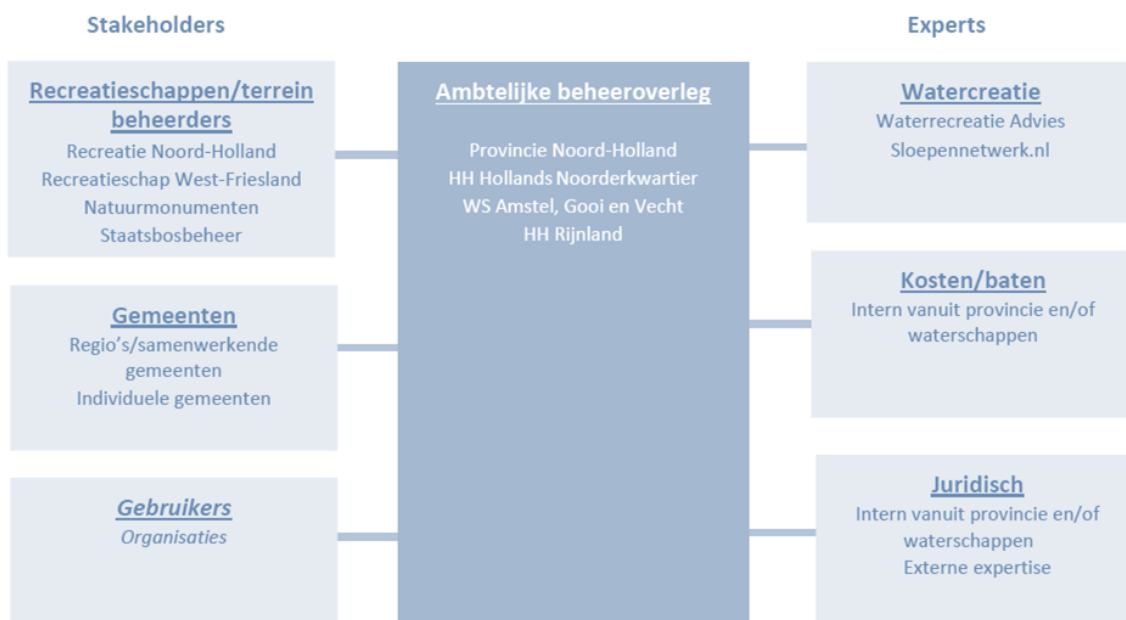 Stakeholders
Recreatieschappen/terrein
beheerders
Recreatie Noord-Holland
Recreatieschap West-Friesland
Natuurmonumenten
Staatsbosbeheer
Gemeenten
Regio's/samenwerkende
gemeenten
Individuele gemeenten
Gebruikers
Organisaties
Ambtelijke beheeroverleg
Provincie Noord-Holland
HH Hollands Noorderkwartier
WS Amstel, Gooi en Vecht
HH Rijnland
Experts
Watercreatie
Waterrecreatie Advies
Sloepennetwerk.nl
Kosten/baten
Intern vanuit provincie en/of
waterschappen
Juridisch
Intern vanuit provincie en/of
waterschappen
Externe expertise